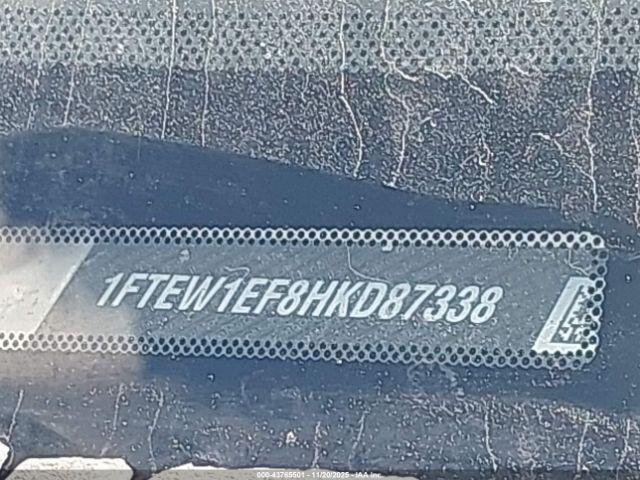 1FTEW1EF8HKD87338
000-43765501 - 11/20/2025 - IAA Inc.